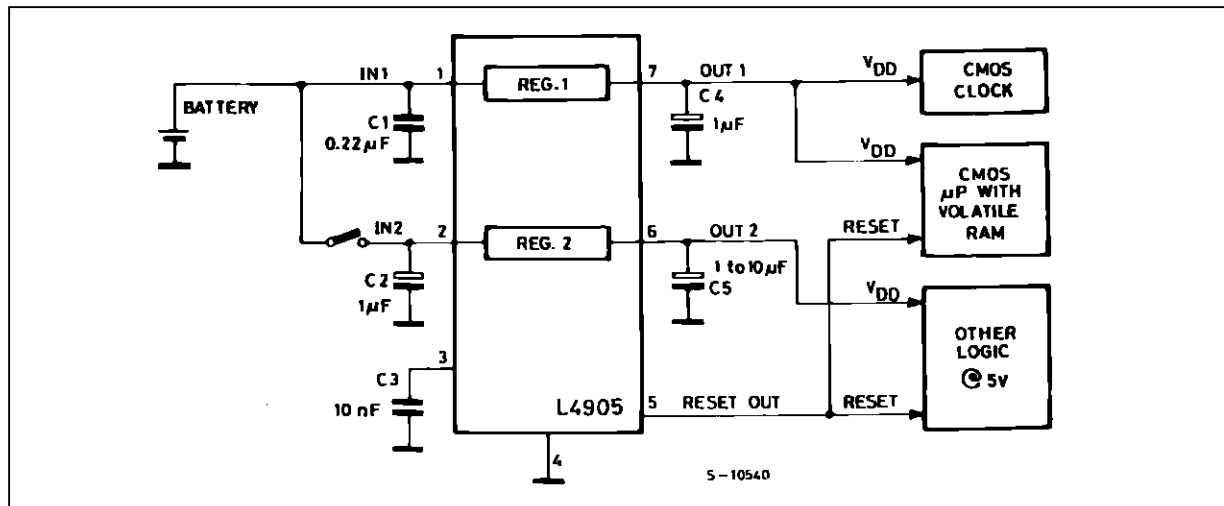 IN1
1
REG. 1
7
OUT 1
VDD
CMOS
CLOCK
BATTERY
C1
0.22µF
C4
1µF
VDD
CMOS
µP WITH
VOLATILE
RAM
IN2
2
REG. 2
6
OUT 2
RESET
C2
1µF
1 to 10µF
C5
VDD
OTHER
LOGIC
@ 5V
3
C3
10 nF
L4905
5
RESET OUT
RESET
4
S-10540